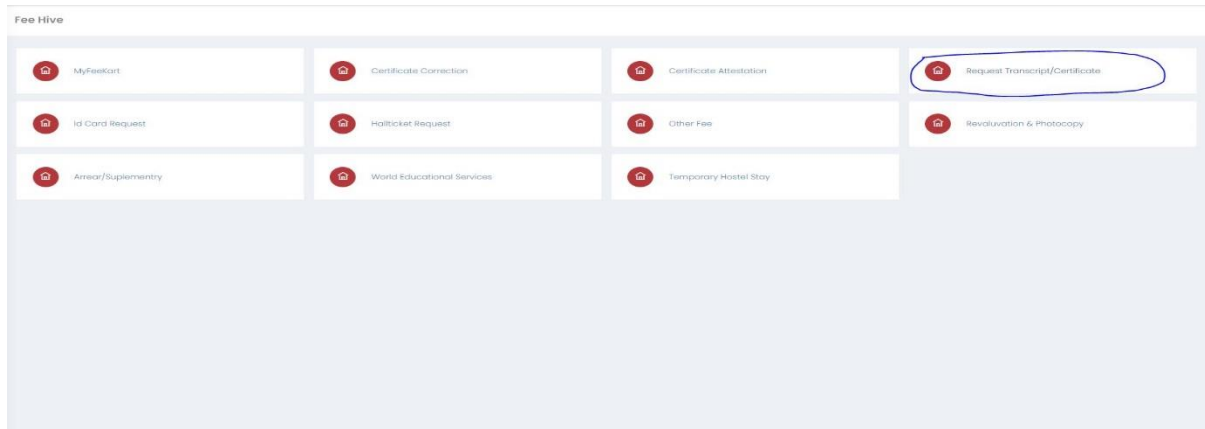 Fee Hive
MyFeeKart
Certificate Correction
Certificate Attestation
Request Transcript/Certificate
Id Card Request
Hallticket Request
Other Fee
Revaluvation & Photocopy
Arrear/Suplementry
World Educational Services
Temporary Hostel Stay